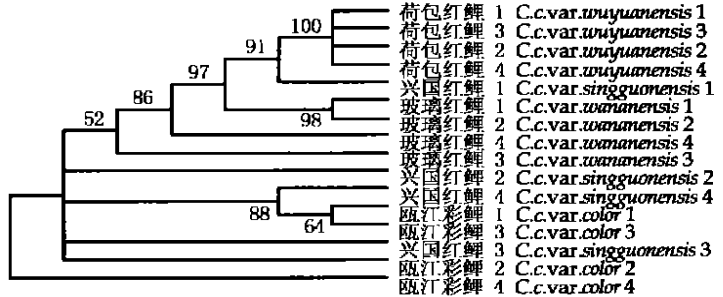 荷包红鲤 1 C.c.var.wuyuanensis 1
荷包红鲤 3 C.c.var.wuyuanensis 3
荷包红鲤 2 C.c.var.wuyuanensis 2
荷包红鲤 4 C.c.var.wuyuanensis 4
兴国红鲤 1 C.c.var.singguonensis 1
玻璃红鲤 1 C.c.var.wananensis 1
玻璃红鲤 2 C.c.var.wananensis 2
玻璃红鲤 4 C.c.var.wananensis 4
玻璃红鲤 3 C.c.var.wananensis 3
兴国红鲤 2 C.c.var.singguonensis 2
兴国红鲤 4 C.c.var.singguonensis 4
瓯江彩鲤 1 C.c.var.color 1
瓯江彩鲤 3 C.c.var.color 3
兴国红鲤 3 C.c.var.singguonensis 3
瓯江彩鲤 2 C.c.var.color 2
瓯江彩鲤 4 C.c.var.color 4
100
91
97
86
98
52
88
64